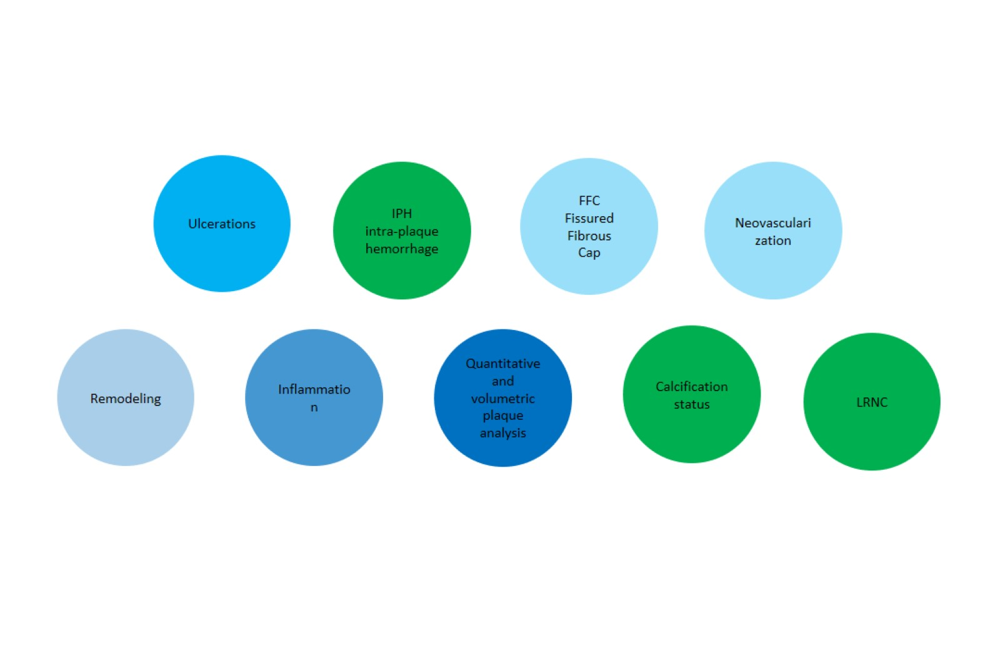 Ulcerations
IPH
intra-plaque
hemorrhage
FFC
Fissured
Fibrous
Cap
Neovasculari
zation
Remodeling
Inflammatio
n
Quantitative
and
volumetric
plaque
analysis
Calcification
status
LRNC